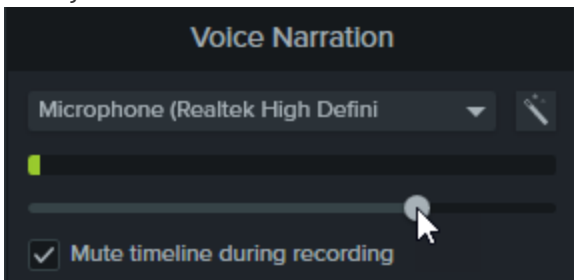 Voice Narration
Microphone (Realtek High Defini
Mute timeline during recording